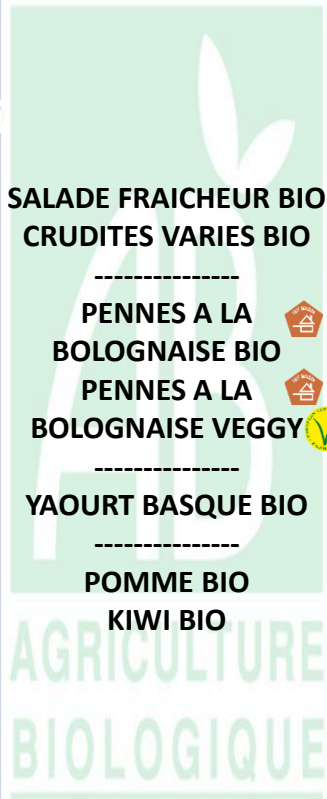 SALADE FRAICHEUR BIO
CRUDITES VARIES BIO
---------------
PENNES A LA
BOLOGNAISE BIO
PENNES A LA
BOLOGNAISE VEGGY
---------------
YAOURT BASQUE BIO
---------------
POMME BIO
KIWI BIO
AB
AGRICULTURE
BIOLOGIQUE